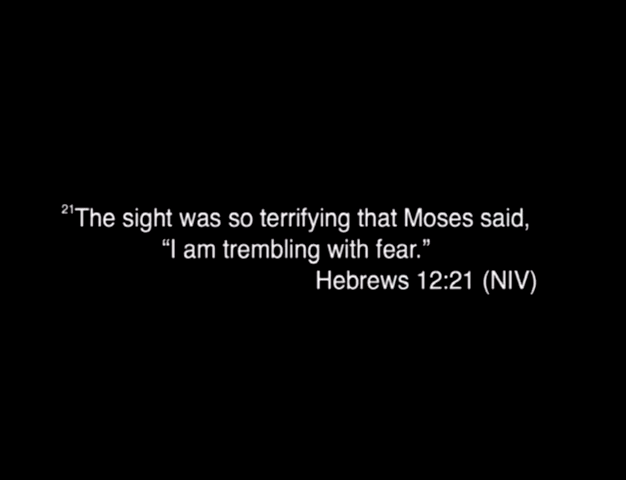 ²¹The sight was so terrifying that Moses said,
“I am trembling with fear.”
Hebrews 12:21 (NIV)